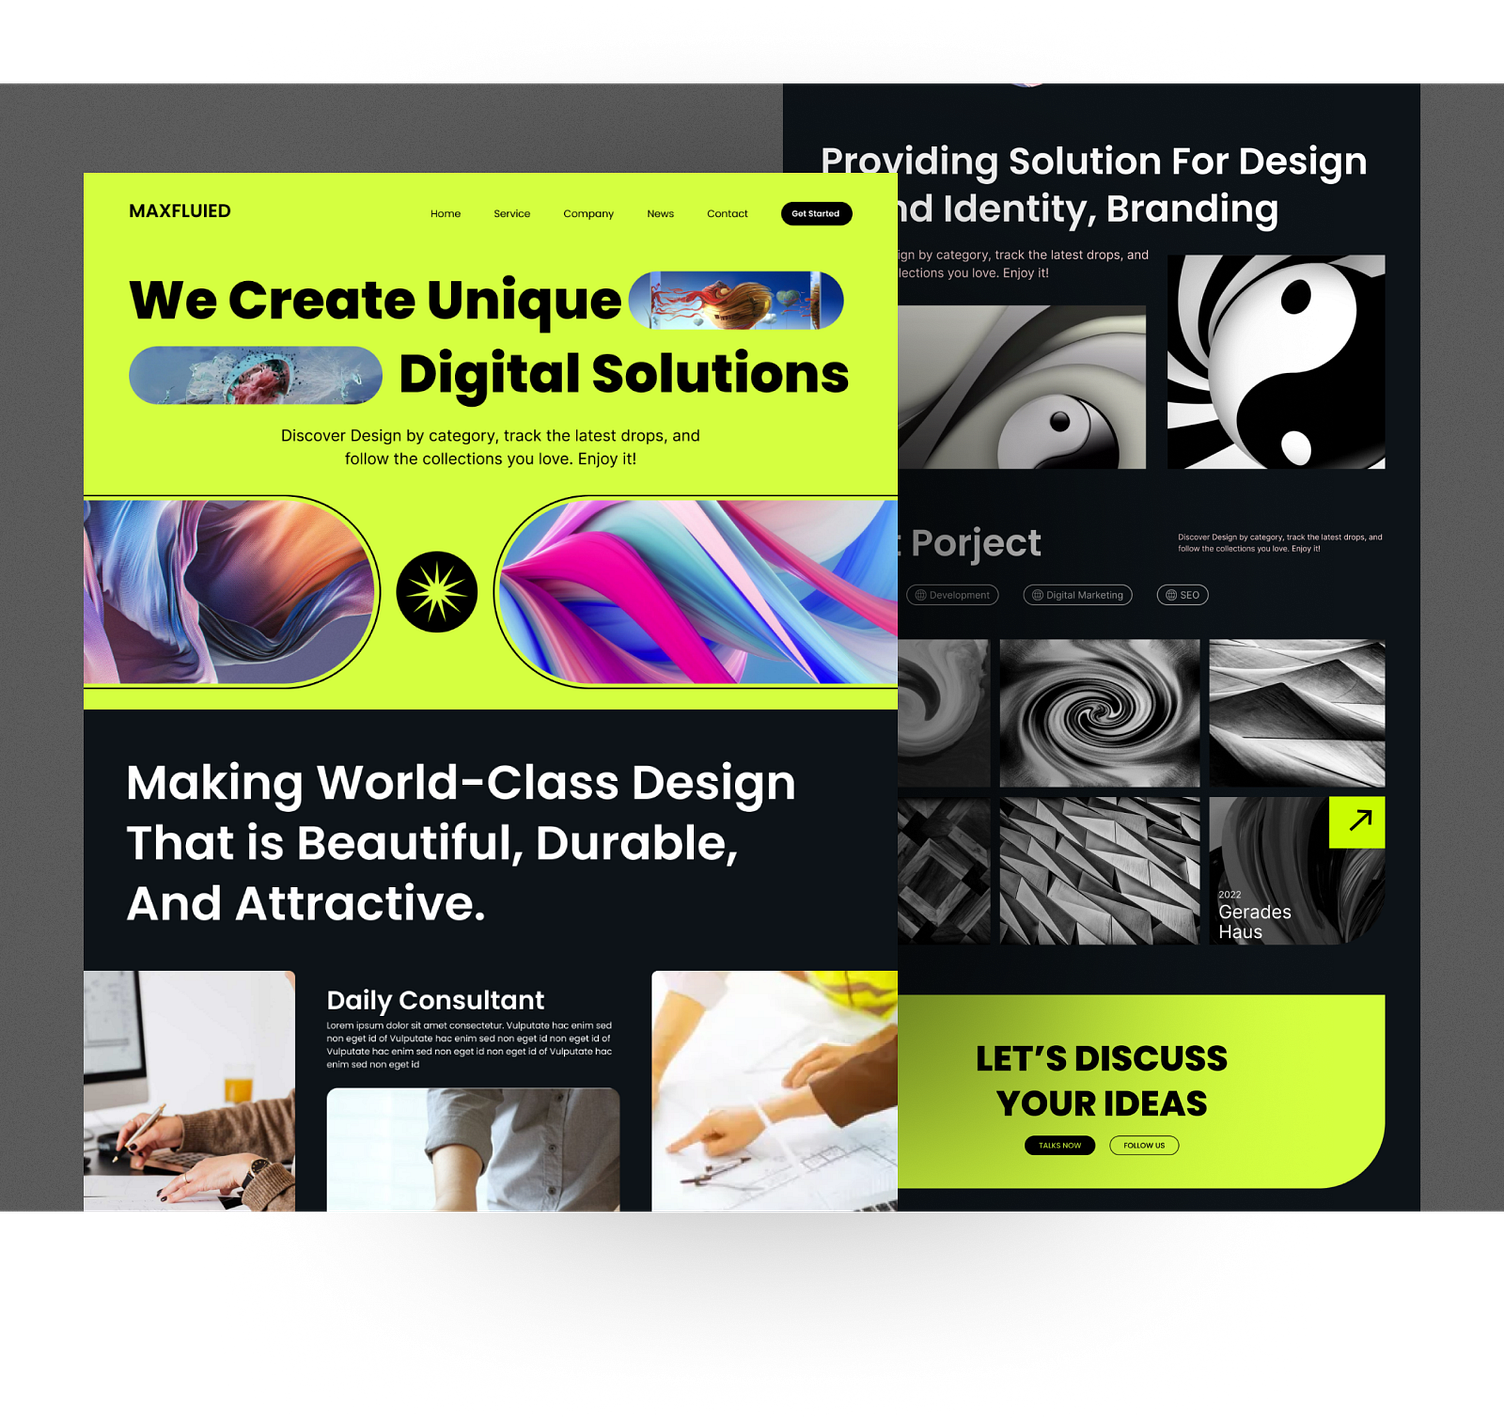 MAXFLUIED
Home Service Company News Contact Get Started
We Create Unique
Digital Solutions
Discover Design by category, track the latest drops, and
follow the collections you love. Enjoy it!
Making World-Class Design
That is Beautiful, Durable,
And Attractive.
Daily Consultant
Lorem ipsum dolor sit amet consectetur. Vulputate hac enim sed
non eget id of Vulputate hac enim sed non eget id non eget id of
Vulputate hac enim sed non eget id non eget id of Vulputate hac
enim sed non eget id
Providing Solution For Design
nd Identity, Branding
ign by category, track the latest drops, and
lections you love. Enjoy it!
t Porject
Discover Design by category, track the latest drops, and
follow the collections you love. Enjoy it!
Development Digital Marketing SEO
2022
Gerades
Haus
LET'S DISCUSS
YOUR IDEAS
TALKS NOW FOLLOW US